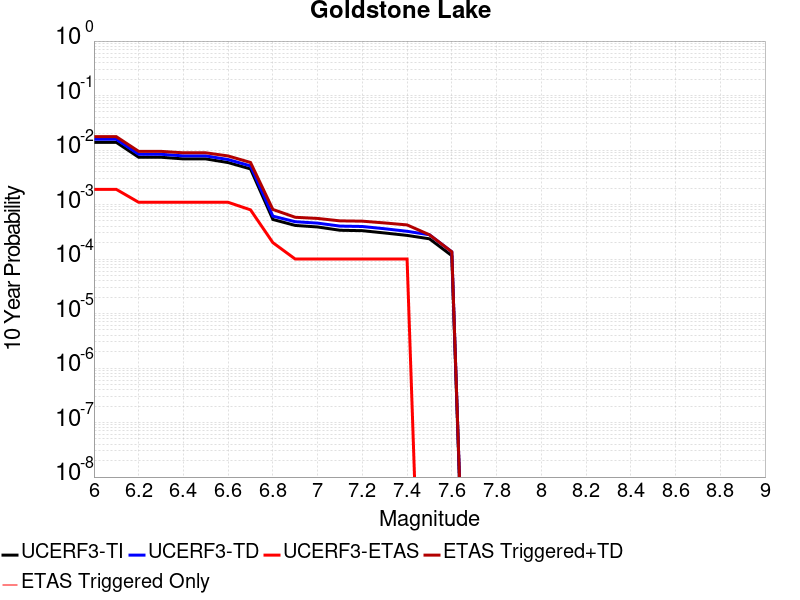 Goldstone Lake
10^0
10^-1
10^-2
10^-3
10^-4
10^-5
10^-6
10^-7
10^-8
10 Year Probability
6 6.2 6.4 6.6 6.8 7 7.2 7.4 7.6 7.8 8 8.2 8.4 8.6 8.8 9
Magnitude
UCERF3-TI UCERF3-TD UCERF3-ETAS ETAS Triggered+TD
ETAS Triggered Only